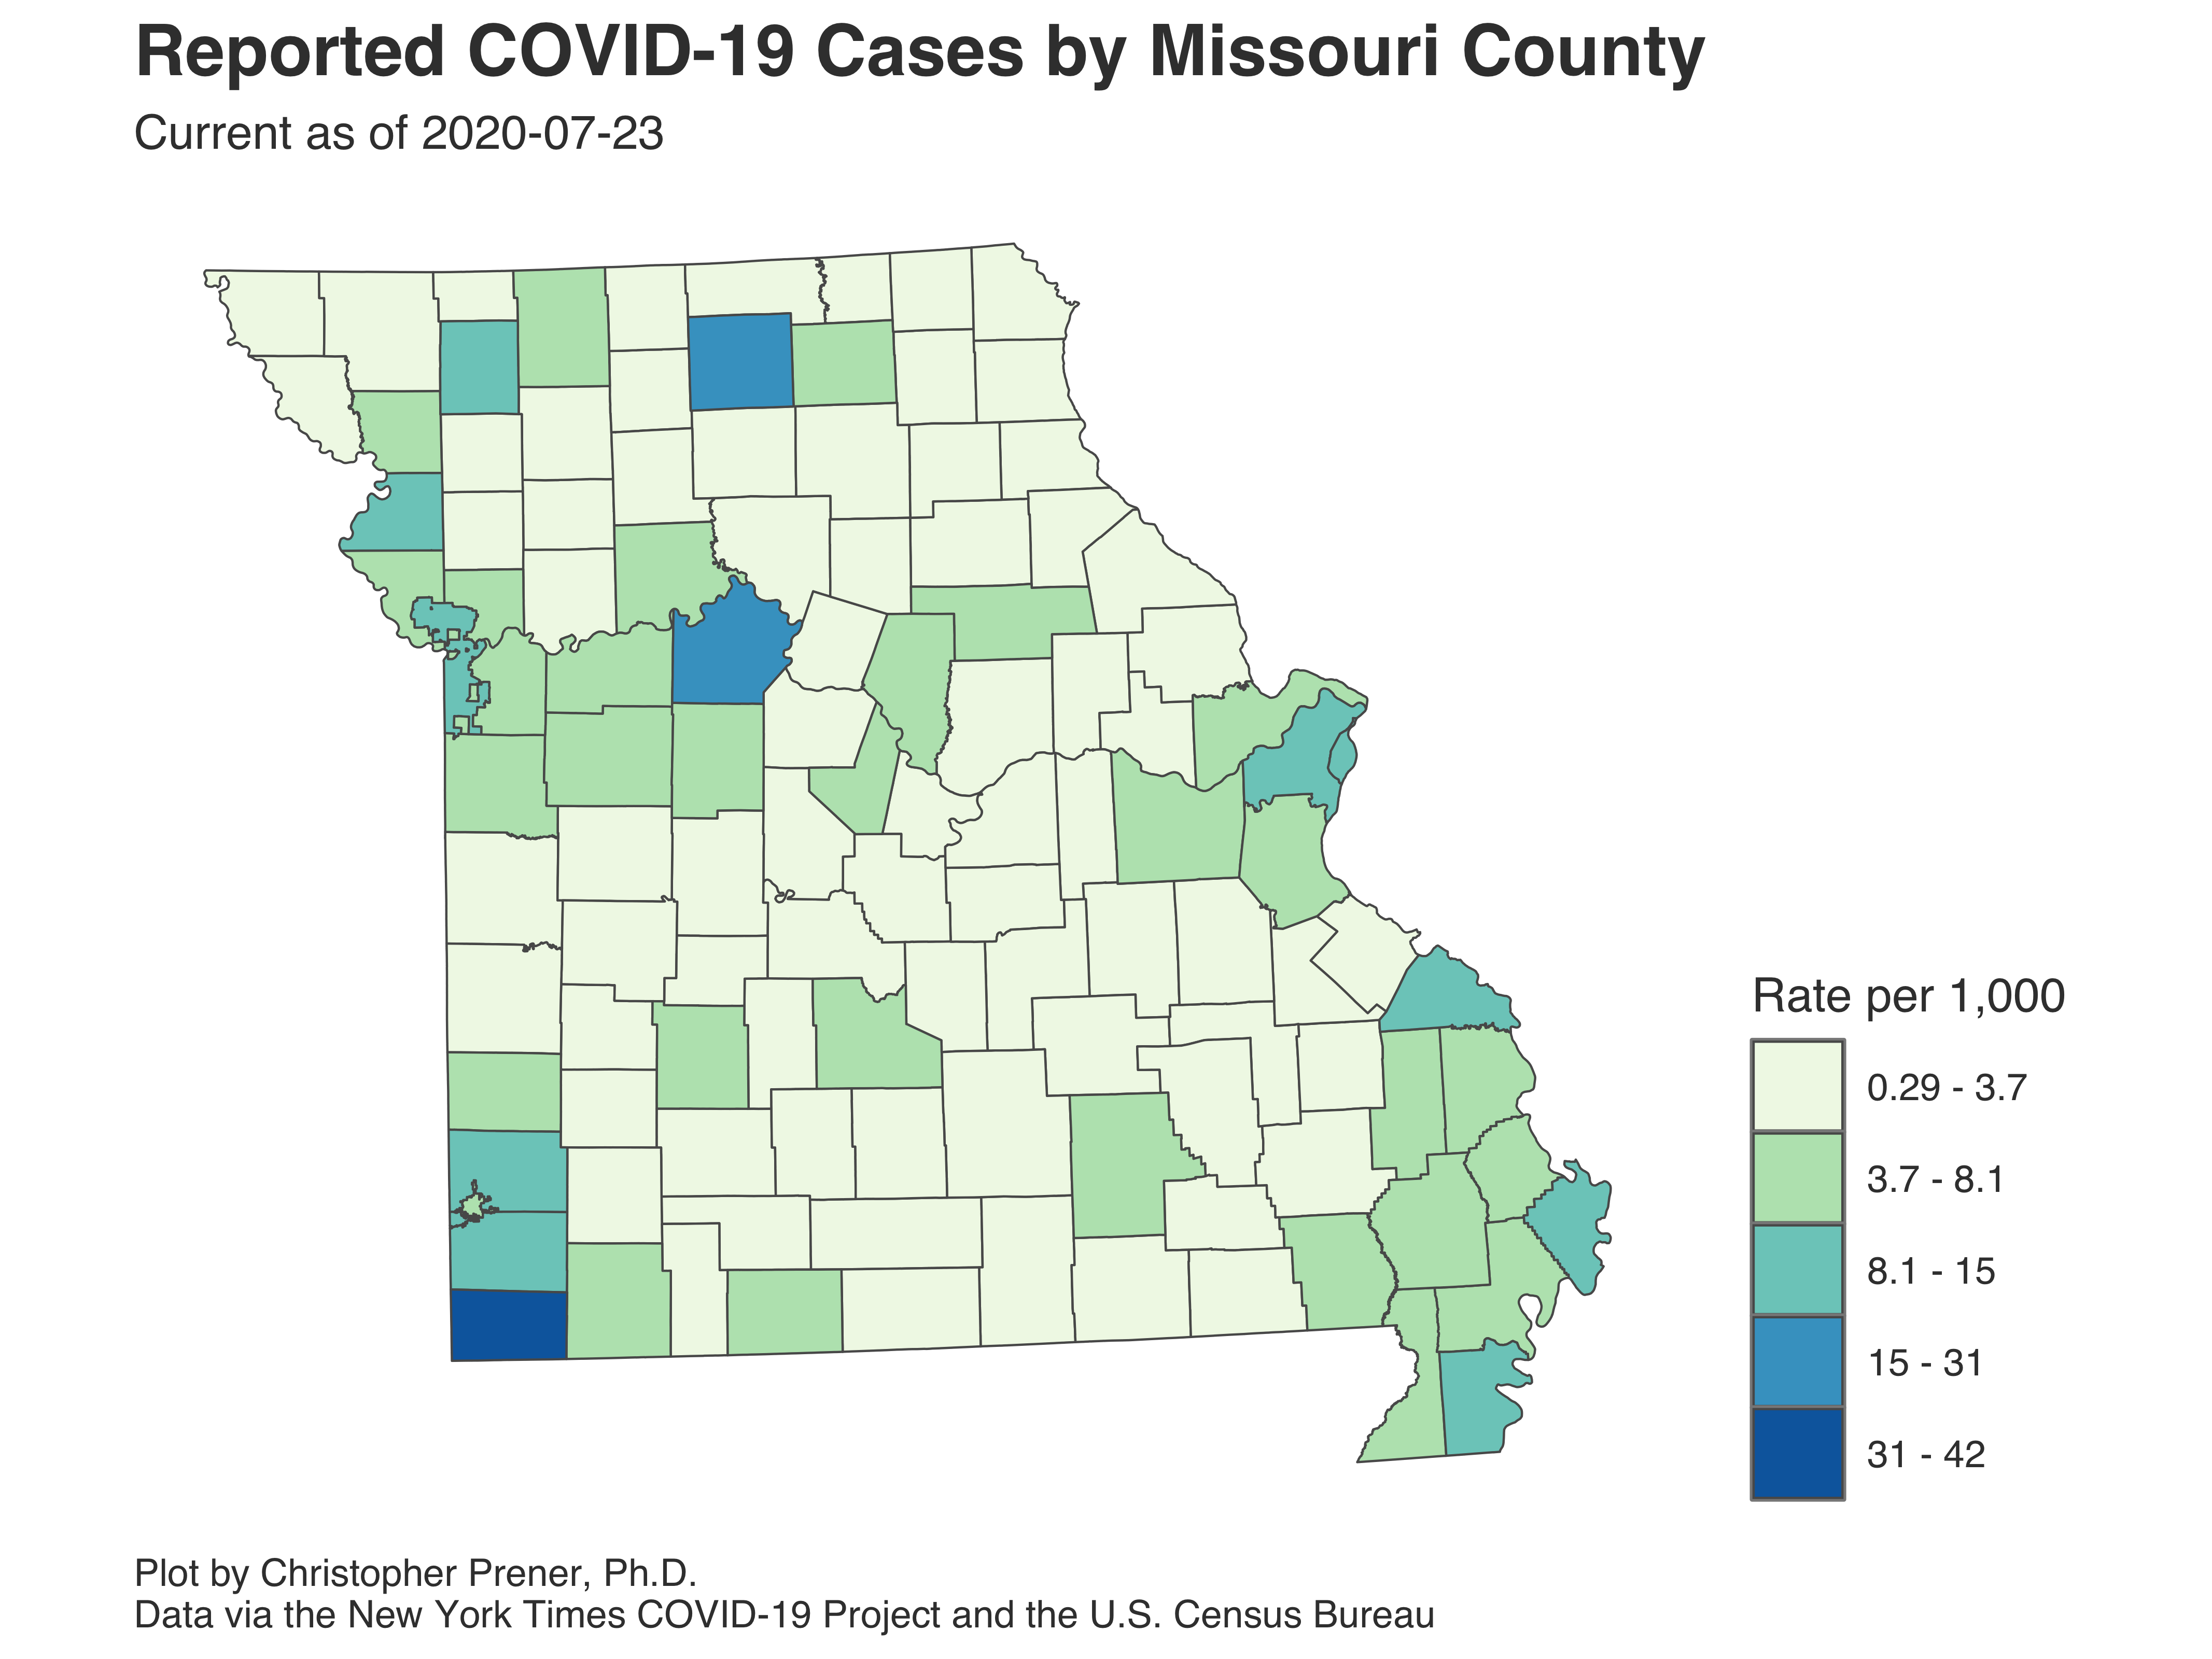 Reported COVID-19 Cases by Missouri County
Current as of 2020-07-23
Rate per 1,000
0.29 - 3.7
3.7 - 8.1
8.1 - 15
15 - 31
31 - 42
Plot by Christopher Prener, Ph.D.
Data via the New York Times COVID-19 Project and the U.S. Census Bureau